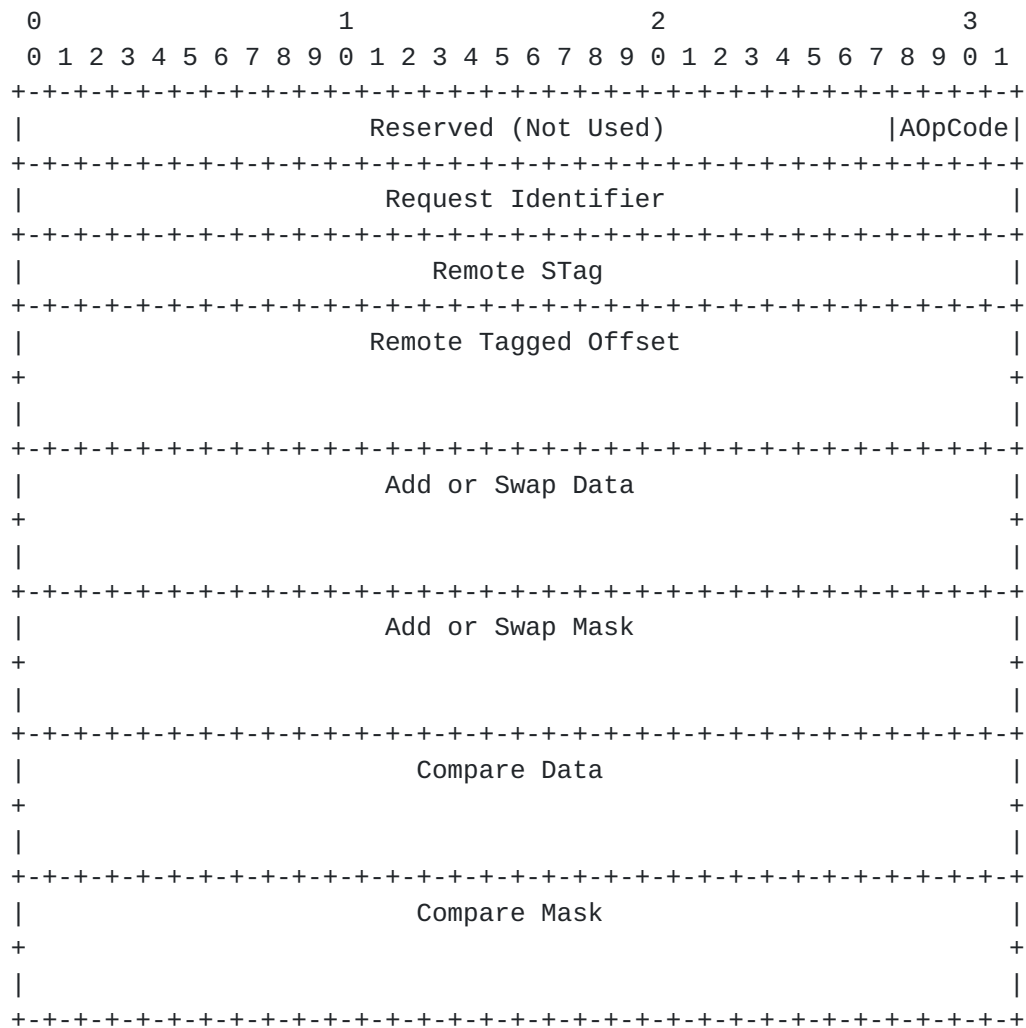 0                   1                   2                   3
 0 1 2 3 4 5 6 7 8 9 0 1 2 3 4 5 6 7 8 9 0 1 2 3 4 5 6 7 8 9 0 1
+-+-+-+-+-+-+-+-+-+-+-+-+-+-+-+-+-+-+-+-+-+-+-+-+-+-+-+-+-+-+-+-+
|                      Reserved (Not Used)              |AOpCode|
+-+-+-+-+-+-+-+-+-+-+-+-+-+-+-+-+-+-+-+-+-+-+-+-+-+-+-+-+-+-+-+-+
|                       Request Identifier                      |
+-+-+-+-+-+-+-+-+-+-+-+-+-+-+-+-+-+-+-+-+-+-+-+-+-+-+-+-+-+-+-+-+
|                          Remote STag                          |
+-+-+-+-+-+-+-+-+-+-+-+-+-+-+-+-+-+-+-+-+-+-+-+-+-+-+-+-+-+-+-+-+
|                      Remote Tagged Offset                     |
+                                                               +
|                                                               |
+-+-+-+-+-+-+-+-+-+-+-+-+-+-+-+-+-+-+-+-+-+-+-+-+-+-+-+-+-+-+-+-+
|                       Add or Swap Data                        |
+                                                               +
|                                                               |
+-+-+-+-+-+-+-+-+-+-+-+-+-+-+-+-+-+-+-+-+-+-+-+-+-+-+-+-+-+-+-+-+
|                       Add or Swap Mask                        |
+                                                               +
|                                                               |
+-+-+-+-+-+-+-+-+-+-+-+-+-+-+-+-+-+-+-+-+-+-+-+-+-+-+-+-+-+-+-+-+
|                         Compare Data                          |
+                                                               +
|                                                               |
+-+-+-+-+-+-+-+-+-+-+-+-+-+-+-+-+-+-+-+-+-+-+-+-+-+-+-+-+-+-+-+-+
|                         Compare Mask                          |
+                                                               +
|                                                               |
+-+-+-+-+-+-+-+-+-+-+-+-+-+-+-+-+-+-+-+-+-+-+-+-+-+-+-+-+-+-+-+-+